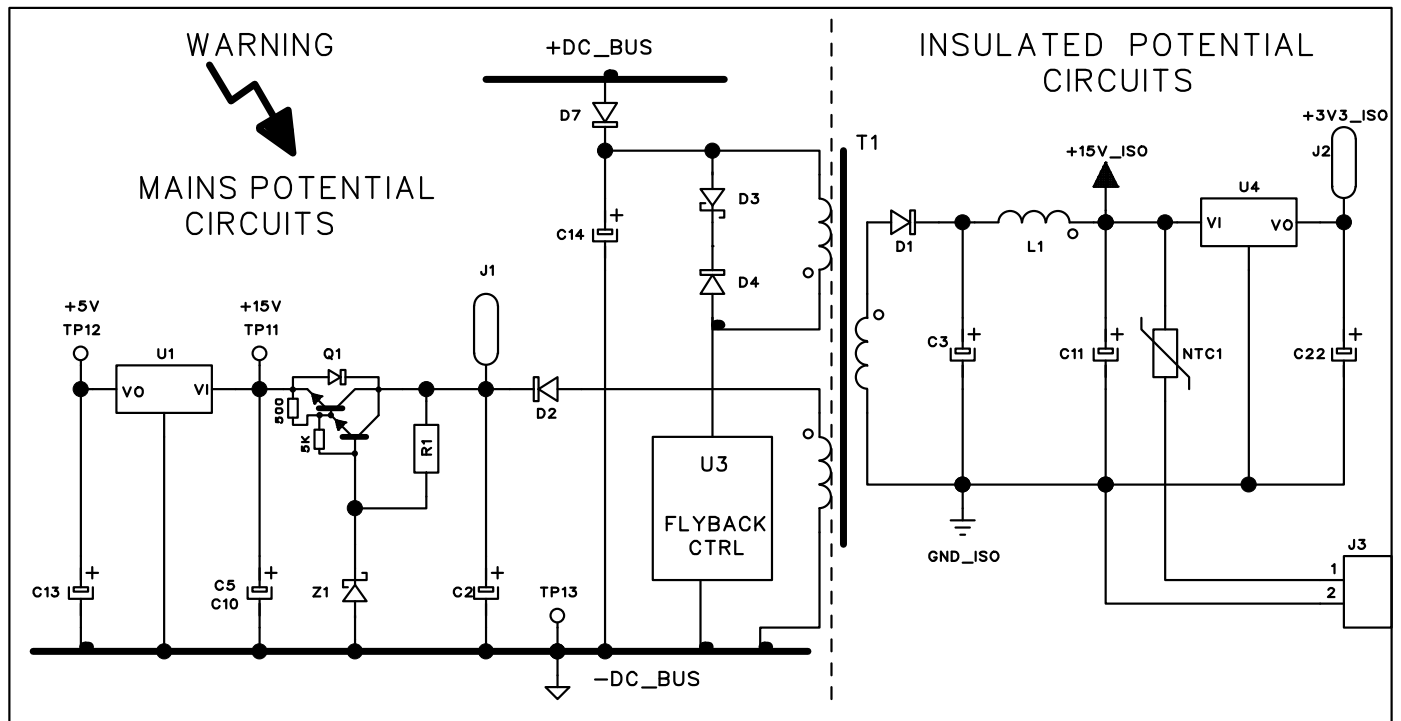 WARNING
MAINS POTENTIAL
CIRCUITS
+DC_BUS
INSULATED POTENTIAL
CIRCUITS
D7
T1
+3V3_ISO
J2
+15V_ISO
U4
VI
VO
D3
C14
+
D4
D1
L1
J1
+5V
TP12
+15V
TP11
U1
VO
VI
Q1
500
5K
R1
D2
C3
+
C11
+
NTC1
C22
+
U3
FLYBACK
CTRL
GND_ISO
J3
1
2
C13
+
C5
C10
+
Z1
C2
+
TP13
-DC_BUS